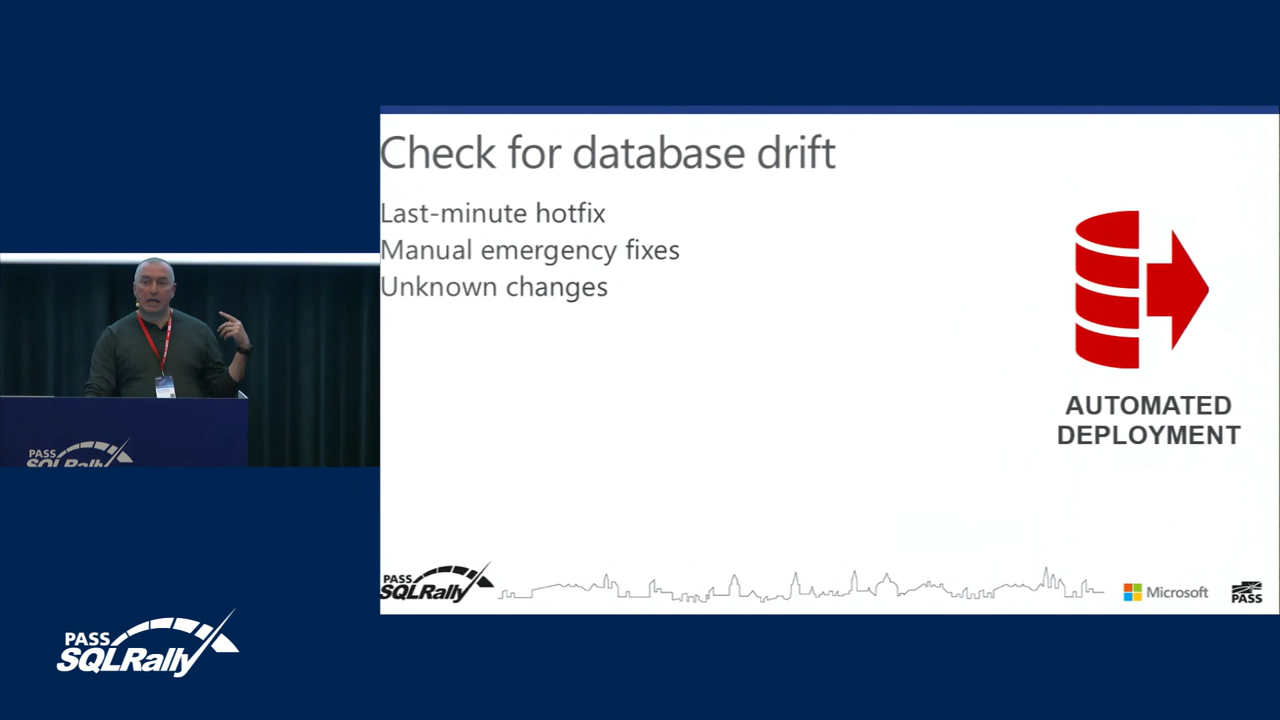 Check for database drift
Last-minute hotfix
Manual emergency fixes
Unknown changes
AUTOMATED
DEPLOYMENT
PASS
SQLRally
PASS
SQLRally
Microsoft
PASS
PASS
SQLRally